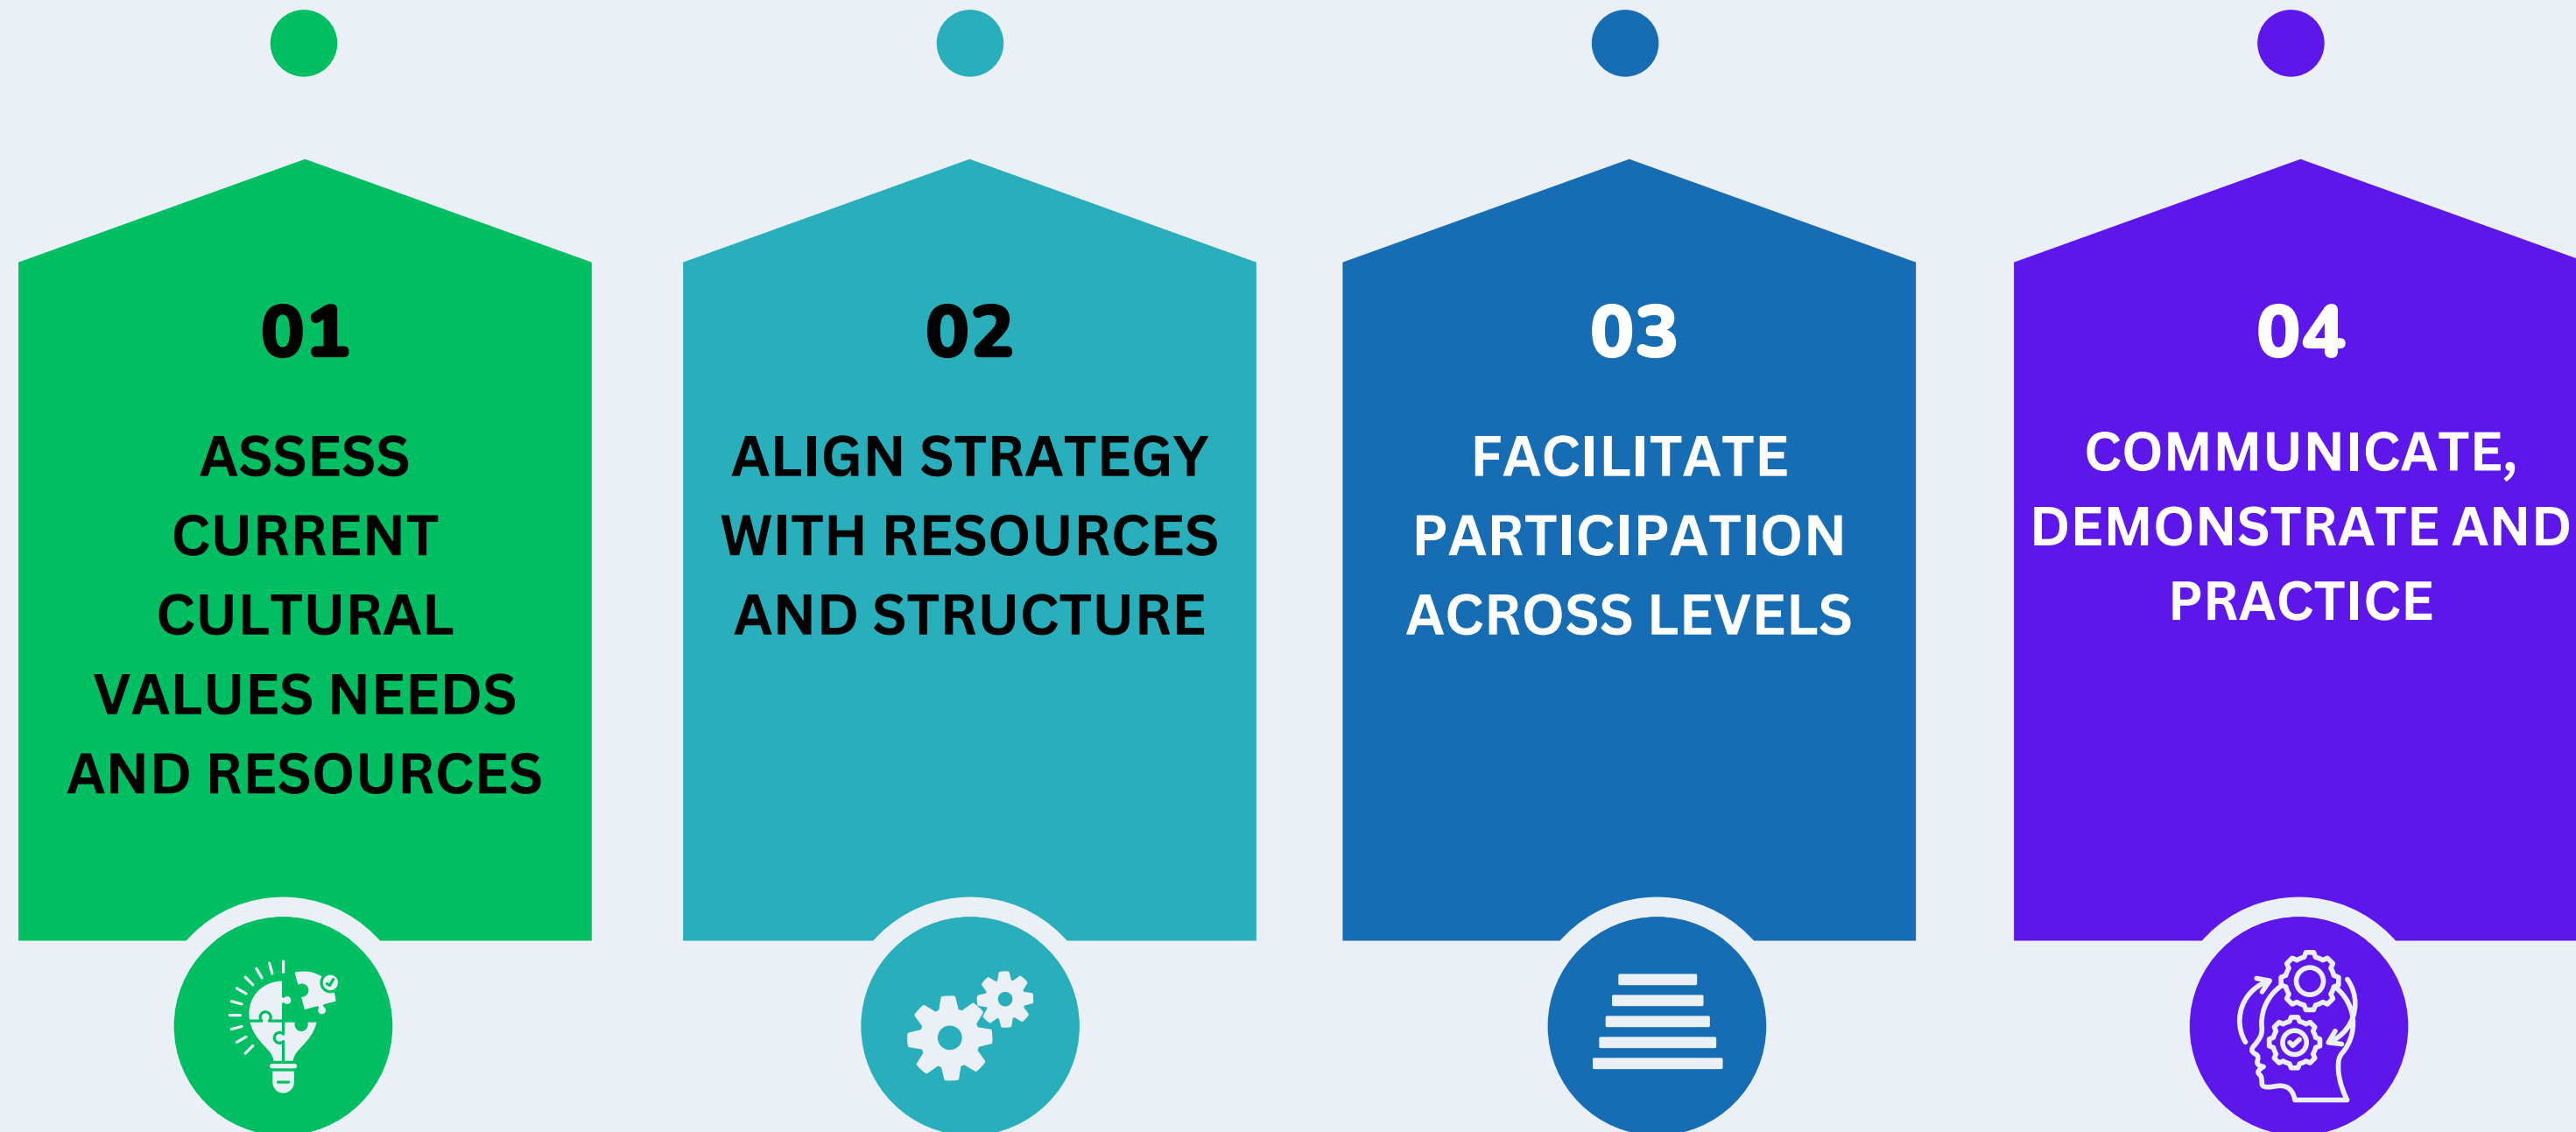 01
ASSESS
CURRENT
CULTURAL
VALUES NEEDS
AND RESOURCES
02
ALIGN STRATEGY
WITH RESOURCES
AND STRUCTURE
03
FACILITATE
PARTICIPATION
ACROSS LEVELS
04
COMMUNICATE,
DEMONSTRATE AND
PRACTICE